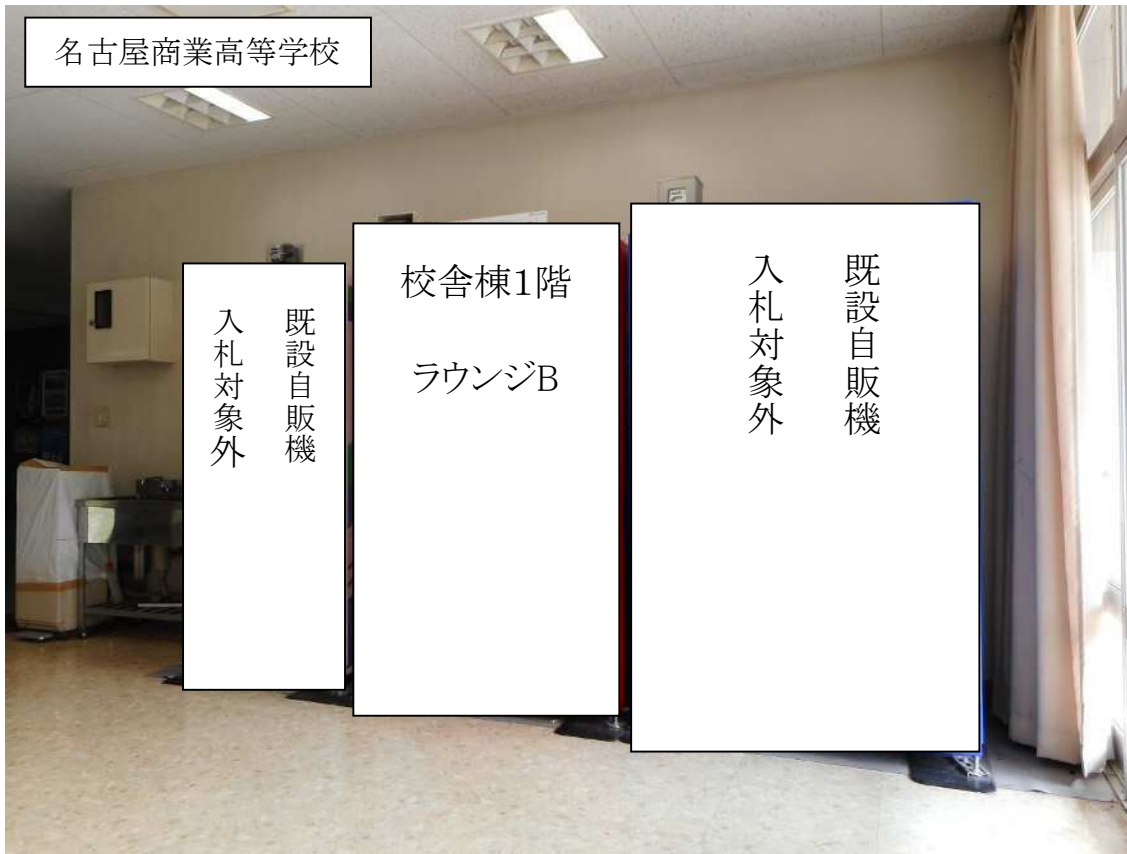 名古屋商業高等学校
既設自販機
入札対象外
校舎棟1階
ラウンジB
既設自販機
入札対象外